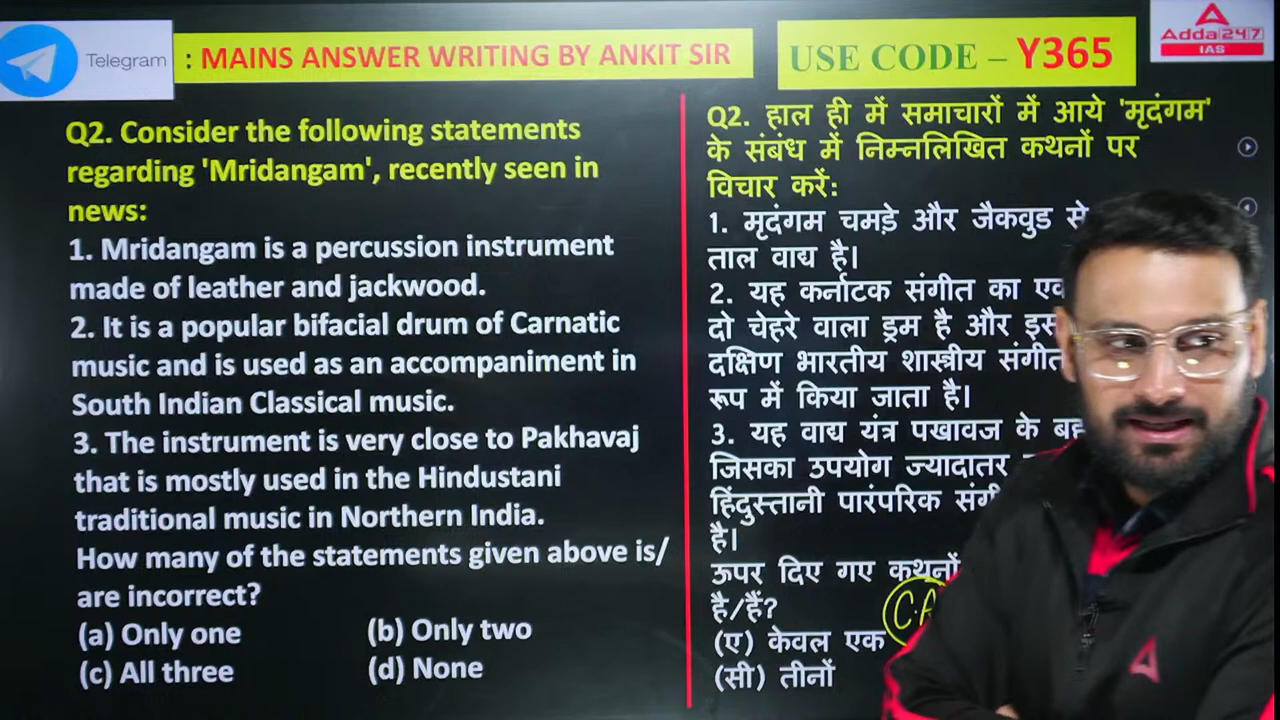 Telegram
: MAINS ANSWER WRITING BY ANKIT SIR
USE CODE – Y365
Adda247
IAS
Q2. Consider the following statements
regarding 'Mridangam', recently seen in
news:
1. Mridangam is a percussion instrument
made of leather and jackwood.
2. It is a popular bifacial drum of Carnatic
music and is used as an accompaniment in
South Indian Classical music.
3. The instrument is very close to Pakhavaj
that is mostly used in the Hindustani
traditional music in Northern India.
How many of the statements given above is/
are incorrect?
(a) Only one (b) Only two
(c) All three (d) None
Q2. हाल ही में समाचारों में आये 'मृदंगम'
के संबंध में निम्नलिखित कथनों पर
विचार करें:
1. मृदंगम चमड़े और जैकवुड से
ताल वाद्य है।
2. यह कर्नाटक संगीत का
दो चेहरे वाला ड्रम है और
दक्षिण भारतीय शास्त्रीय संगीत
रूप में किया जाता है।
3. यह वाद्य यंत्र पखावज के
जिसका उपयोग ज्यादातर
हिंदुस्तानी पारंपरिक
है।
ऊपर दिए गए कथनों
है/हैं?
(ए) केवल एक
(सी) तीनों